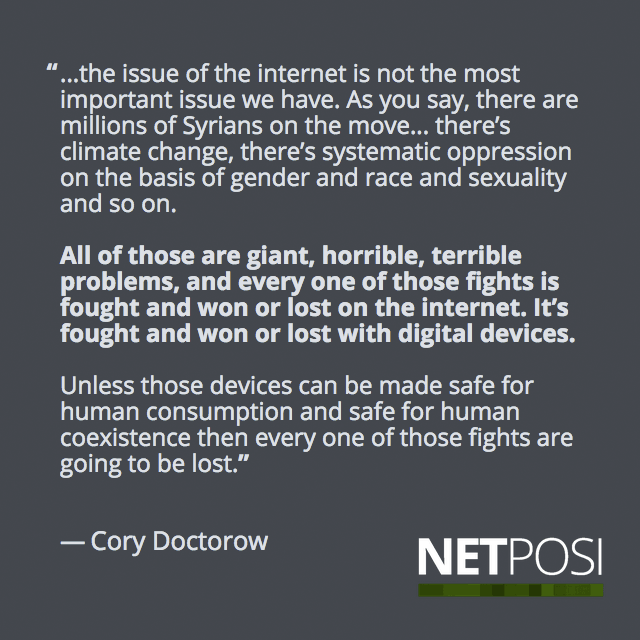 “…the issue of the internet is not the most
important issue we have. As you say, there are
millions of Syrians on the move… there’s
climate change, there’s systematic oppression
on the basis of gender and race and sexuality
and so on.
All of those are giant, horrible, terrible
problems, and every one of those fights is
fought and won or lost on the internet. It’s
fought and won or lost with digital devices.
Unless those devices can be made safe for
human consumption and safe for human
coexistence then every one of those fights are
going to be lost.”
— Cory Doctorow
NETPOSI